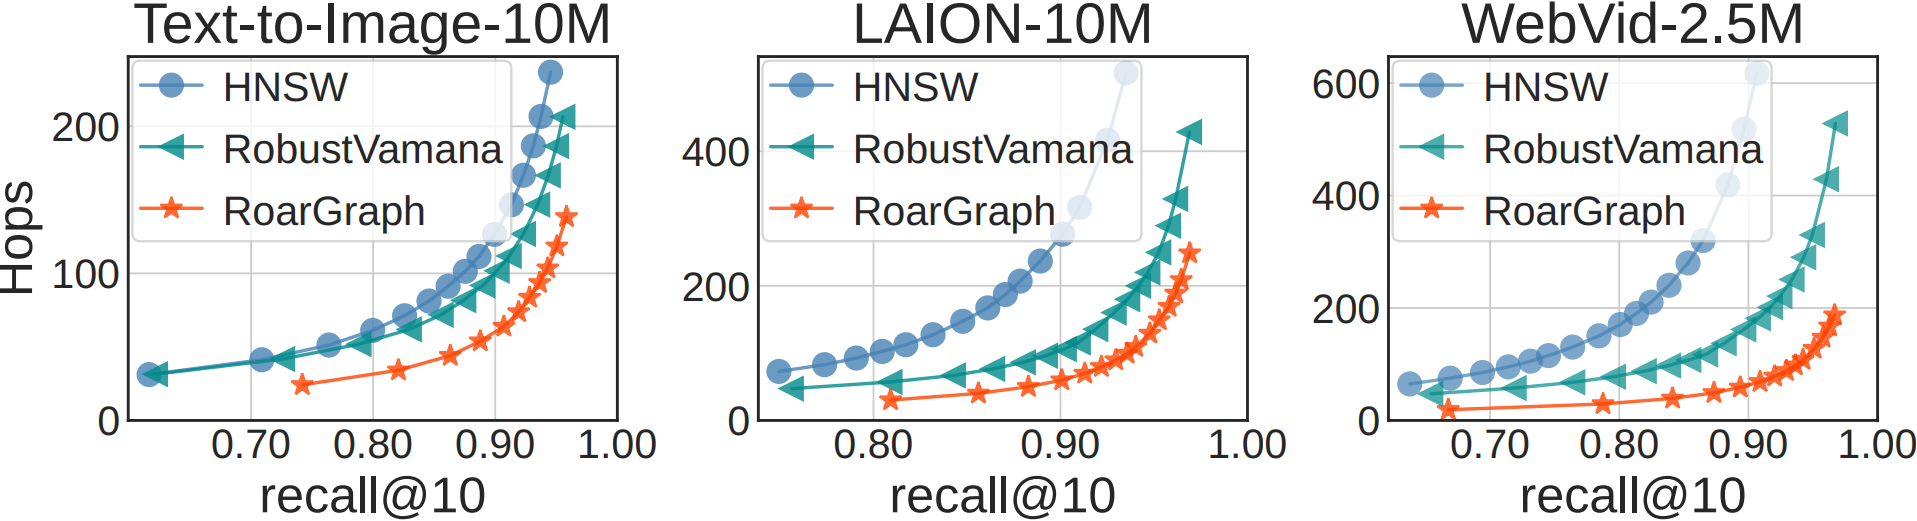 Text-to-Image-10M
Hops
200
100
0
HNSW
RobustVamana
RoarGraph
0.70 0.80 0.90 1.00
recall@10
LAION-10M
400
200
0
HNSW
RobustVamana
RoarGraph
0.80 0.90 1.00
recall@10
WebVid-2.5M
600
400
200
0
HNSW
RobustVamana
RoarGraph
0.70 0.80 0.90 1.00
recall@10